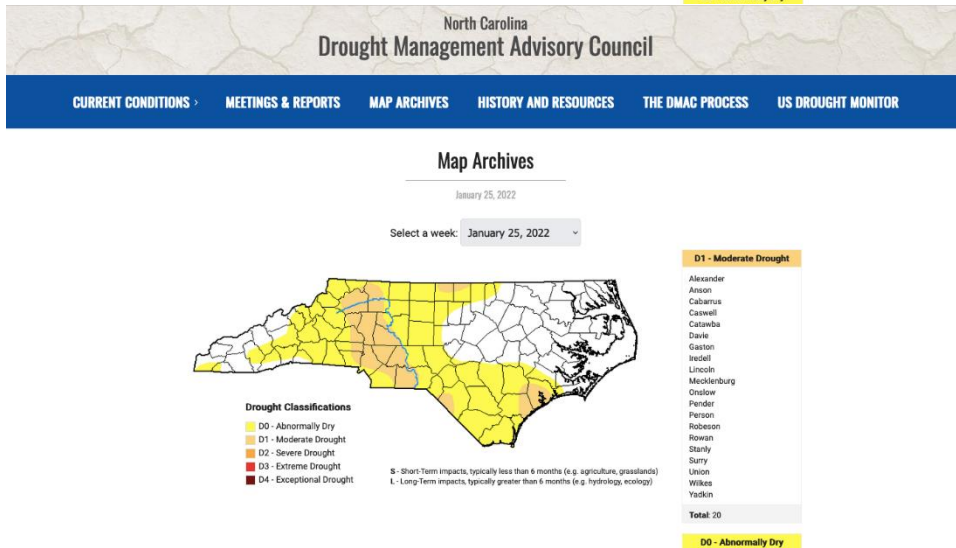 North Carolina
Drought Management Advisory Council
CURRENT CONDITIONS ›
MEETINGS & REPORTS
MAP ARCHIVES
HISTORY AND RESOURCES
THE DMAC PROCESS
US DROUGHT MONITOR
Map Archives
January 25, 2022
Select a week: January 25, 2022
Drought Classifications
D0 - Abnormally Dry
D1 - Moderate Drought
D2 - Severe Drought
D3 - Extreme Drought
D4 - Exceptional Drought
S - Short-Term impacts, typically less than 6 months (e.g. agriculture, grasslands)
L - Long-Term impacts, typically greater than 6 months (e.g. hydrology, ecology)
D1 - Moderate Drought
Alexander
Anson
Cabarrus
Caswell
Catawba
Davie
Gaston
Iredell
Lincoln
Mecklenburg
Onslow
Pender
Person
Robeson
Rowan
Stanly
Surry
Union
Wilkes
Yadkin
Total: 20
D0 - Abnormally Dry